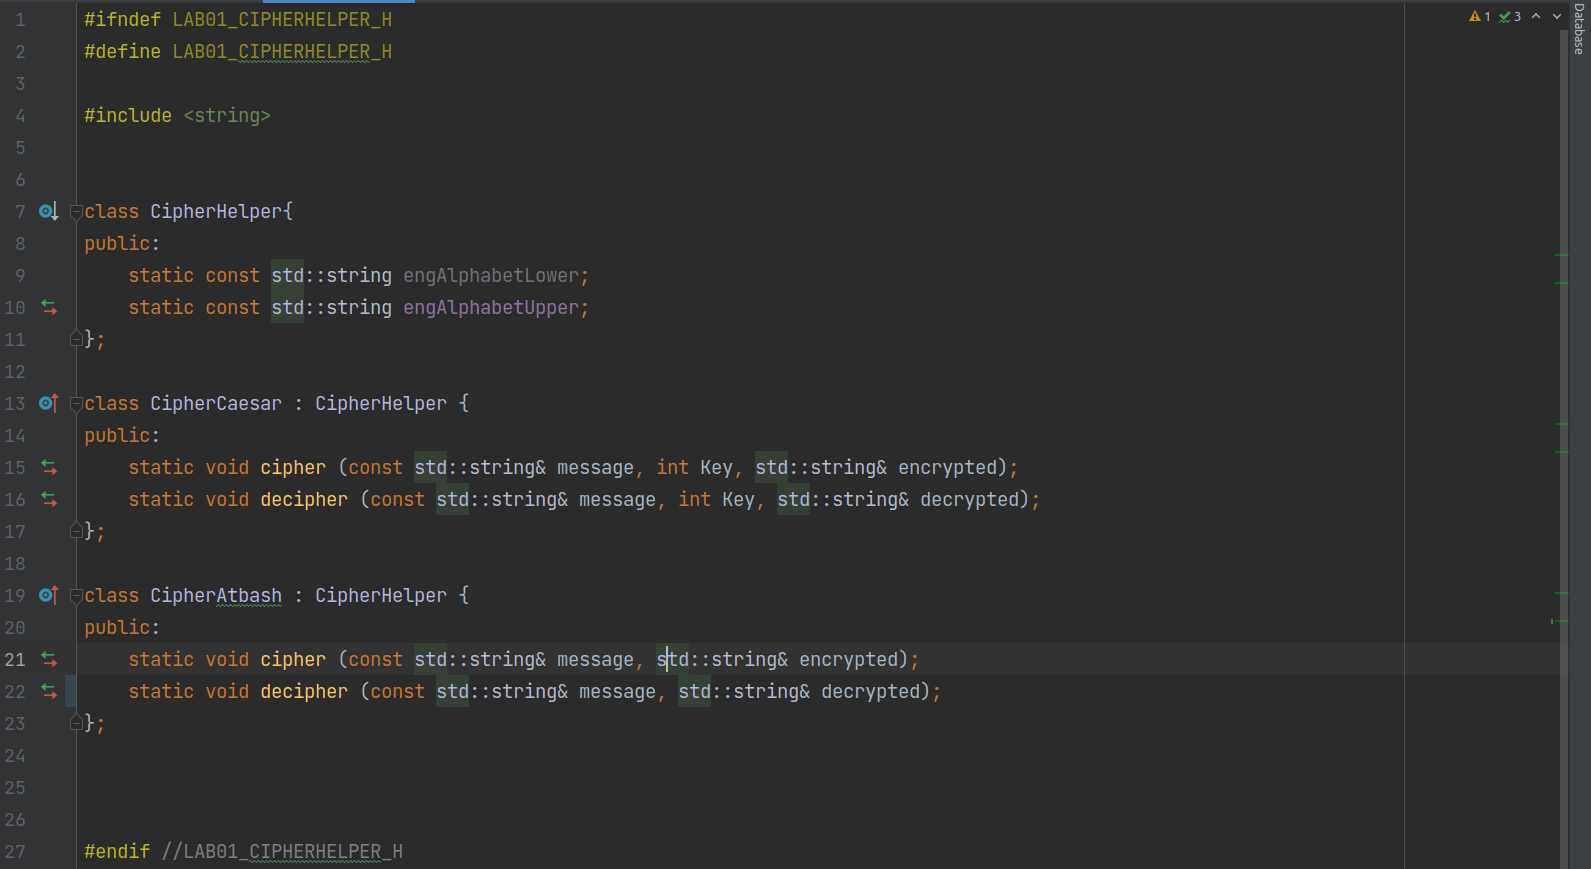 1 #ifndef LAB01_CIPHERHELPER_H
2 #define LAB01_CIPHERHELPER_H
3
4 #include <string>
5
6
7 class CipherHelper{
8 public:
9     static const std::string engAlphabetLower;
10     static const std::string engAlphabetUpper;
11 };
12
13 class CipherCaesar : CipherHelper {
14 public:
15     static void cipher (const std::string& message, int Key, std::string& encrypted);
16     static void decipher (const std::string& message, int Key, std::string& decrypted);
17 };
18
19 class CipherAtbash : CipherHelper {
20 public:
21     static void cipher (const std::string& message, std::string& encrypted);
22     static void decipher (const std::string& message, std::string& decrypted);
23 };
24
25
26
27 #endif //LAB01_CIPHERHELPER_H
1 3
Database